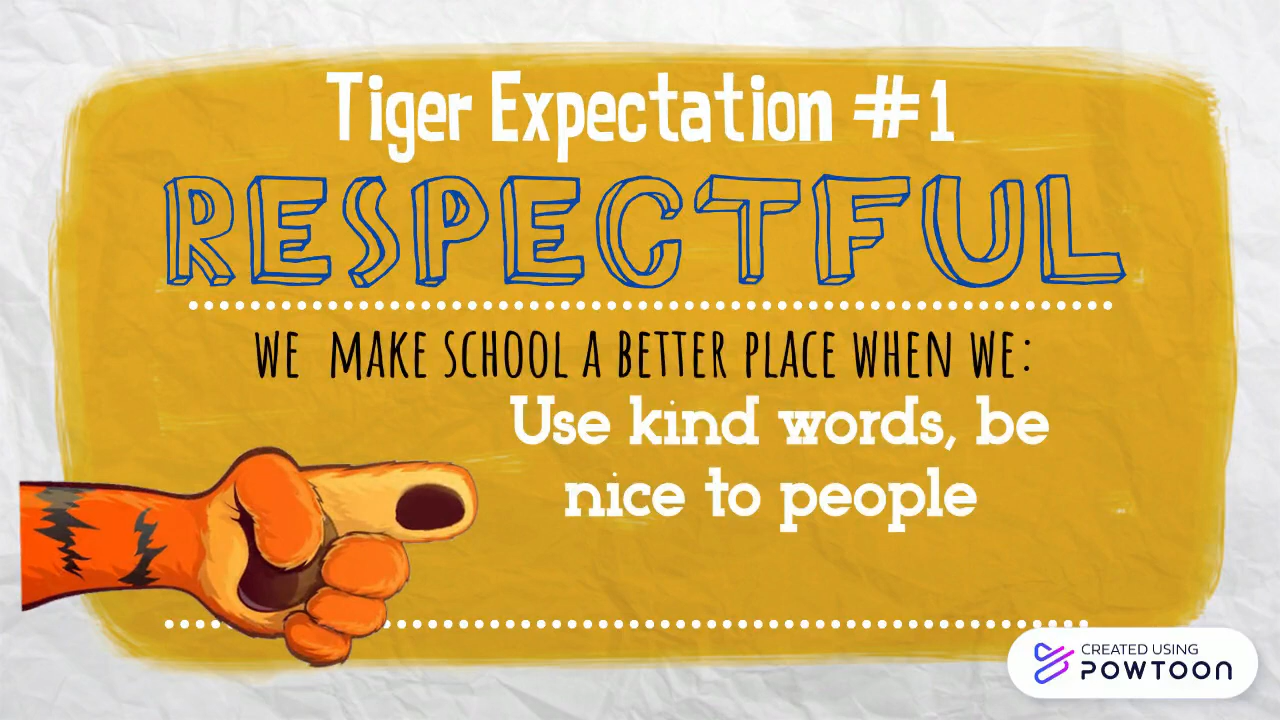 Tiger Expectation #1
RESPECTFUL
WE MAKE SCHOOL A BETTER PLACE WHEN WE:
Use kind words, be
nice to people
CREATED USING
POWTOON